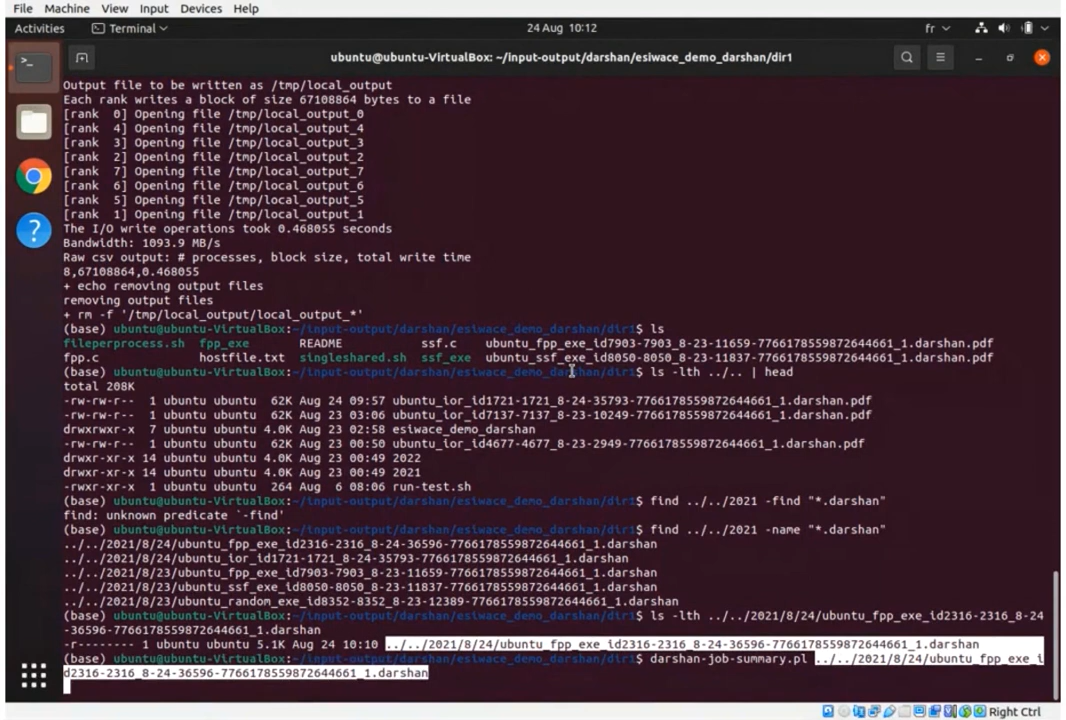 File Machine View Input Devices Help
Activities Terminal 24 Aug 10:12 fr
ubuntu@ubuntu-VirtualBox: ~/input-output/darshan/esiwace_demo_darshan/dir1
Output file to be written as /tmp/local_output
Each rank writes a block of size 67108864 bytes to a file
[rank  0] Opening file /tmp/local_output_0
[rank  4] Opening file /tmp/local_output_4
[rank  3] Opening file /tmp/local_output_3
[rank  2] Opening file /tmp/local_output_2
[rank  7] Opening file /tmp/local_output_7
[rank  6] Opening file /tmp/local_output_6
[rank  5] Opening file /tmp/local_output_5
[rank  1] Opening file /tmp/local_output_1
The I/O write operations took 0.468055 seconds
Bandwidth: 1093.9 MB/s
Raw csv output: # processes, block size, total write time
8,67108864,0.468055
+ echo removing output files
removing output files
+ rm -f '/tmp/local_output/local_output_*'
(base) ubuntu@ubuntu-VirtualBox:~/input-output/darshan/esiwace_demo_darshan/dir1$ ls
fileperprocess.sh fpp_exe README ssf.c ubuntu_fpp_exe_id7903-7903_8-23-11659-7766178559872644661_1.darshan.pdf
fpp.c hostfile.txt singleshared.sh ssf_exe ubuntu_ssf_exe_id8050-8050_8-23-11837-7766178559872644661_1.darshan.pdf
(base) ubuntu@ubuntu-VirtualBox:~/input-output/darshan/esiwace_demo_darshan/dir1$ ls -lth ../.. | head
total 208K
-rw-rw-r--  1 ubuntu ubuntu  62K Aug 24 09:57 ubuntu_ior_id1721-1721_8-24-35793-7766178559872644661_1.darshan.pdf
-rw-rw-r--  1 ubuntu ubuntu  62K Aug 23 03:06 ubuntu_ior_id7137-7137_8-23-10249-7766178559872644661_1.darshan.pdf
drwxrwxr-x  7 ubuntu ubuntu 4.0K Aug 23 02:58 esiwace_demo_darshan
-rw-rw-r--  1 ubuntu ubuntu  62K Aug 23 00:50 ubuntu_ior_id4677-4677_8-23-2949-7766178559872644661_1.darshan.pdf
drwxr-xr-x 14 ubuntu ubuntu 4.0K Aug 23 00:49 2022
drwxr-xr-x 14 ubuntu ubuntu 4.0K Aug 23 00:49 2021
-rwxr-xr-x  1 ubuntu ubuntu  264 Aug  6 08:06 run-test.sh
(base) ubuntu@ubuntu-VirtualBox:~/input-output/darshan/esiwace_demo_darshan/dir1$ find ../../2021 -find "*.darshan"
find: unknown predicate `-find'
(base) ubuntu@ubuntu-VirtualBox:~/input-output/darshan/esiwace_demo_darshan/dir1$ find ../../2021 -name "*.darshan"
../../2021/8/24/ubuntu_fpp_exe_id2316-2316_8-24-36596-7766178559872644661_1.darshan
../../2021/8/24/ubuntu_ior_id1721-1721_8-24-35793-7766178559872644661_1.darshan
../../2021/8/23/ubuntu_fpp_exe_id7903-7903_8-23-11659-7766178559872644661_1.darshan
../../2021/8/23/ubuntu_ssf_exe_id8050-8050_8-23-11837-7766178559872644661_1.darshan
../../2021/8/23/ubuntu_random_exe_id8352-8352_8-23-12389-7766178559872644661_1.darshan
(base) ubuntu@ubuntu-VirtualBox:~/input-output/darshan/esiwace_demo_darshan/dir1$ ls -lth ../../2021/8/24/ubuntu_fpp_exe_id2316-2316_8-24
-36596-7766178559872644661_1.darshan
-r-------- 1 ubuntu ubuntu 5.1K Aug 24 10:10 ../../2021/8/24/ubuntu_fpp_exe_id2316-2316_8-24-36596-7766178559872644661_1.darshan
(base) ubuntu@ubuntu-VirtualBox:~/input-output/darshan/esiwace_demo_darshan/dir1$ darshan-job-summary.pl ../../2021/8/24/ubuntu_fpp_exe_i
d2316-2316_8-24-36596-7766178559872644661_1.darshan
Right Ctrl